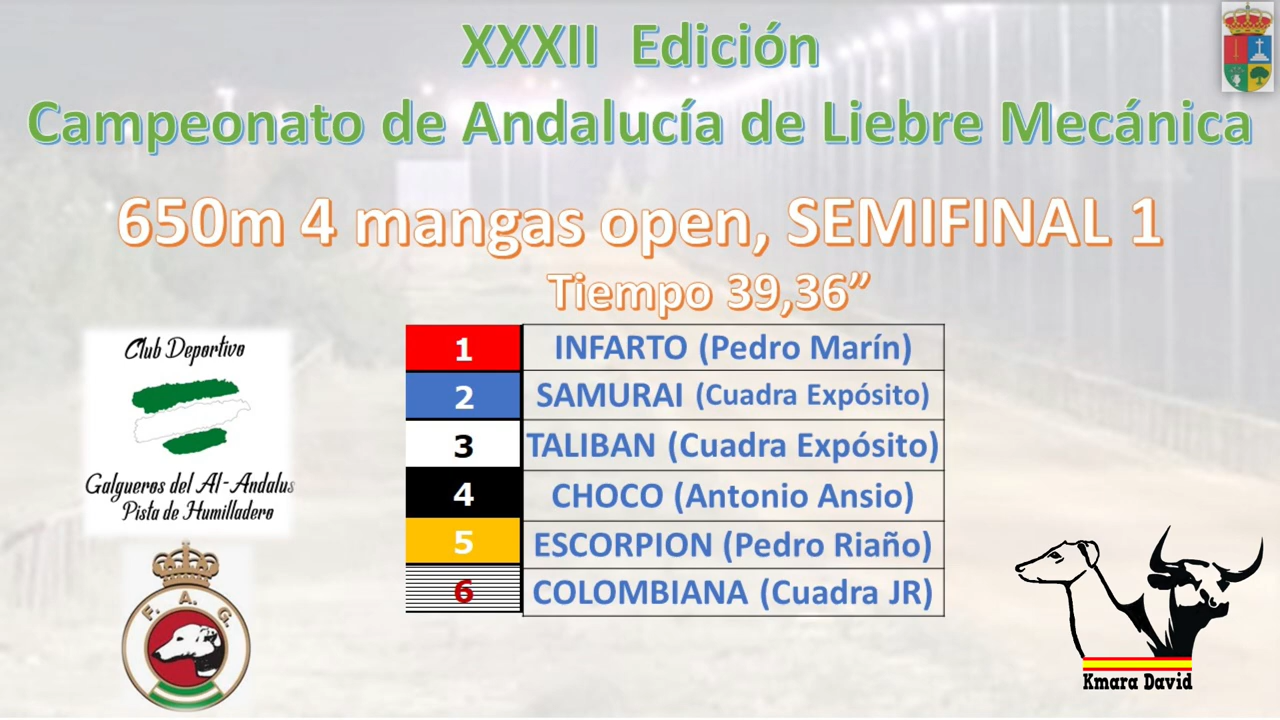 XXXII Edición
Campeonato de Andalucía de Liebre Mecánica
650m 4 mangas open, SEMIFINAL 1
Tiempo 39,36”
1 INFARTO (Pedro Marín)
2 SAMURAI (Cuadra Expósito)
3 TALIBAN (Cuadra Expósito)
4 CHOCO (Antonio Ansio)
5 ESCORPION (Pedro Riaño)
6 COLOMBIANA (Cuadra JR)
Club Deportivo
Galgueros del Al-Andalus
Pista de Humilladero
F. A. G.
Kmara David